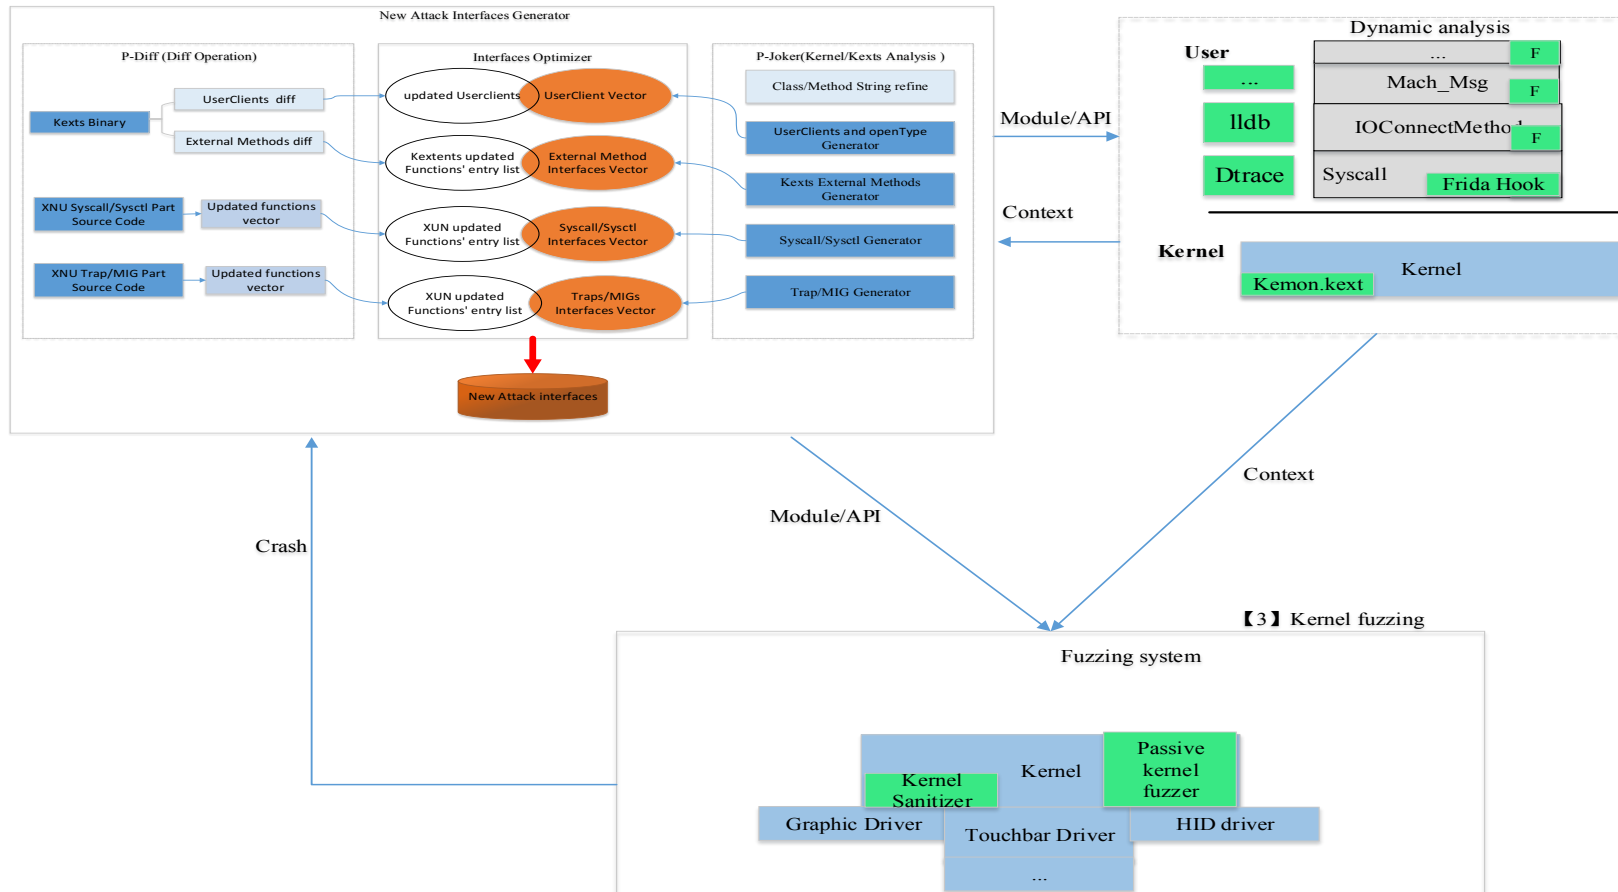 New Attack Interfaces Generator
P-Diff (Diff Operation)
Kexts Binary
UserClients diff
External Methods diff
XNU Syscall/Sysctl Part
Source Code
Updated functions
vector
XNU Trap/MIG Part
Source Code
Updated functions
vector
Interfaces Optimizer
updated Userclients
UserClient Vector
Kextents updated
Functions' entry list
External Method
Interfaces Vector
XUN updated
Functions' entry list
Syscall/Sysctl
Interfaces Vector
XUN updated
Functions' entry list
Traps/MIGs
Interfaces Vector
New Attack interfaces
P-Joker(Kernel/Kexts Analysis )
Class/Method String refine
UserClients and openType
Generator
Kexts External Methods
Generator
Syscall/Sysctl Generator
Trap/MIG Generator
Module/API
Context
Dynamic analysis
User
...
lldb
Dtrace
...
F
Mach_Msg
F
IOConnectMethod
F
Syscall
Frida Hook
Kernel
Kernel
Kemon.kext
Context
Module/API
Crash
【3】Kernel fuzzing
Fuzzing system
Kernel
Kernel
Sanitizer
Passive
kernel
fuzzer
Graphic Driver
Touchbar Driver
HID driver
...